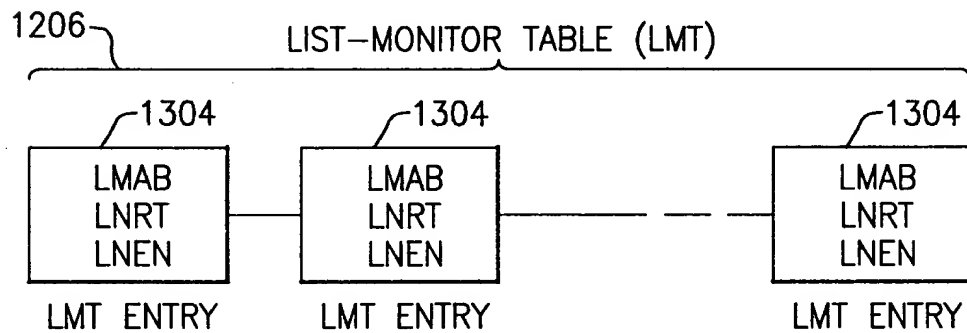 1206
LIST-MONITOR TABLE (LMT)
1304
1304
1304
LMAB
LNRT
LNEN
LMAB
LNRT
LNEN
LMAB
LNRT
LNEN
LMT ENTRY
LMT ENTRY
LMT ENTRY